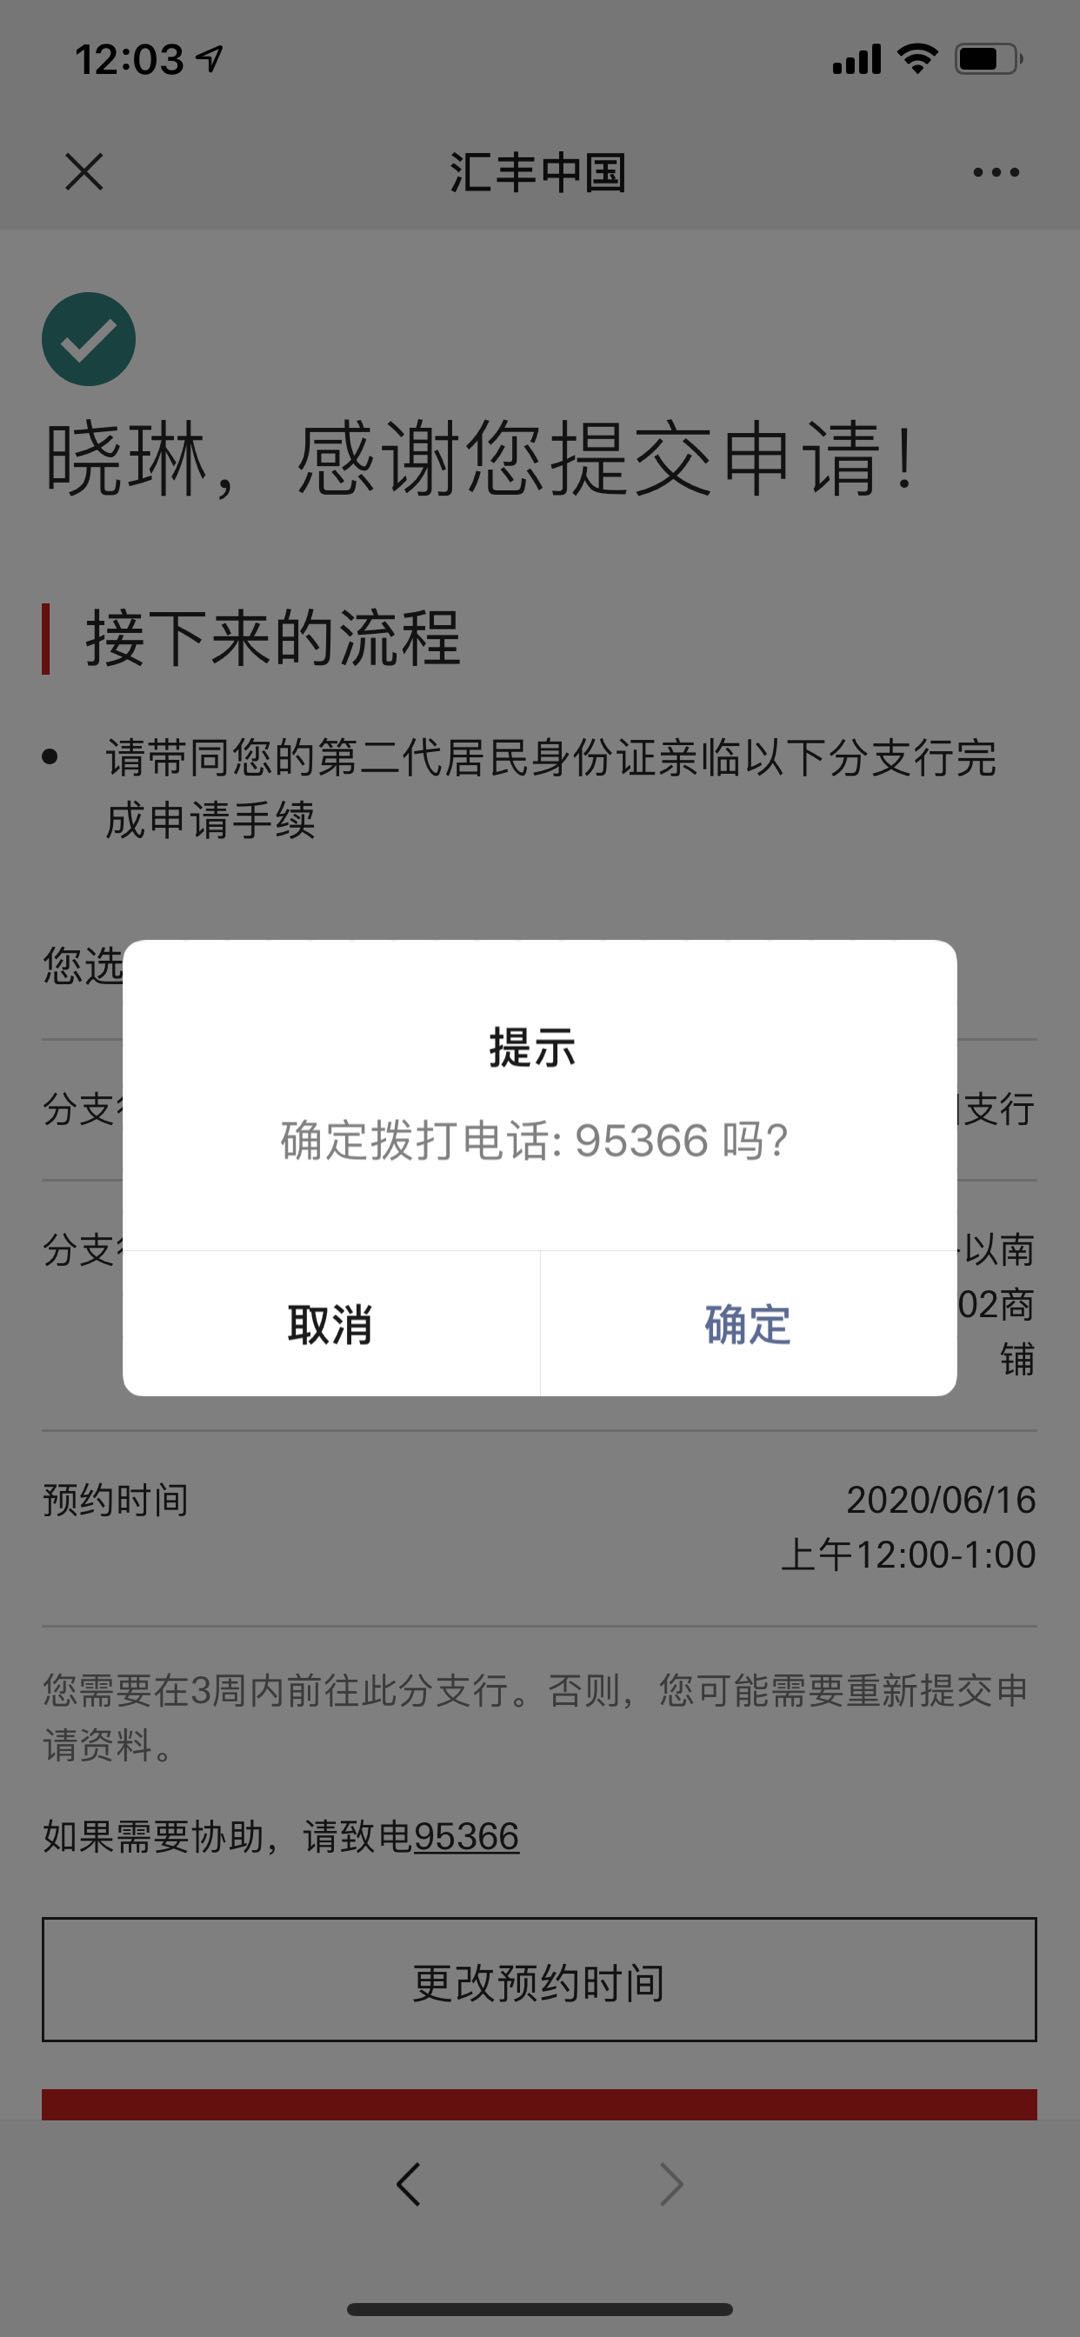 12:03
汇丰中国
晓琳，感谢您提交申请！
接下来的流程
请带同您的第二代居民身份证亲临以下分支行完
成申请手续
您选
提示
确定拨打电话: 95366 吗?
取消
确定
分支
支行
分支
以南
02商
铺
预约时间
2020/06/16
上午12:00-1:00
您需要在3周内前往此分支行。否则，您可能需要重新提交申
请资料。
如果需要协助，请致电95366
更改预约时间